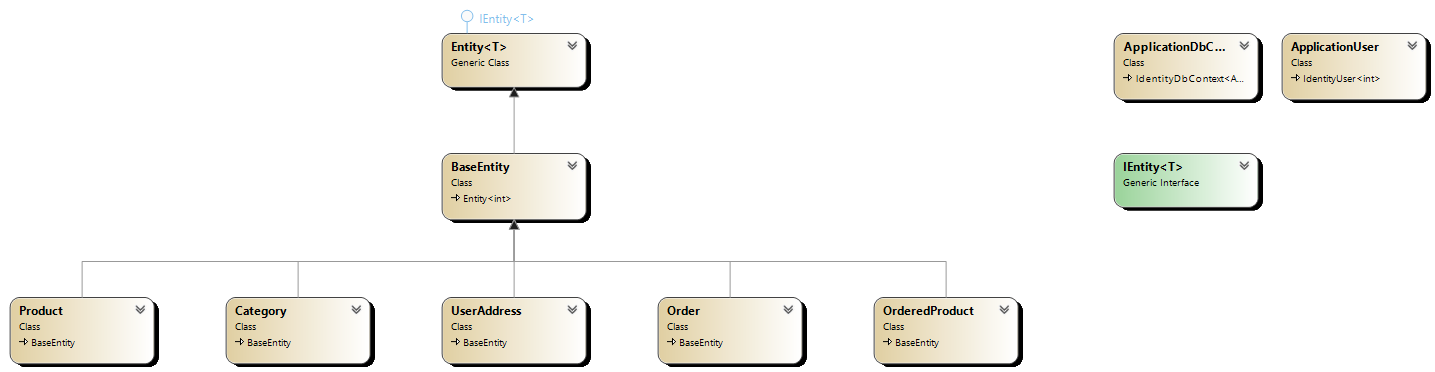 IEntity<T>
Entity<T>
Generic Class
ApplicationDbC...
Class
IdentityDbContext<A...
ApplicationUser
Class
IdentityUser<int>
BaseEntity
Class
Entity<int>
IEntity<T>
Generic Interface
Product
Class
BaseEntity
Category
Class
BaseEntity
UserAddress
Class
BaseEntity
Order
Class
BaseEntity
OrderedProduct
Class
BaseEntity